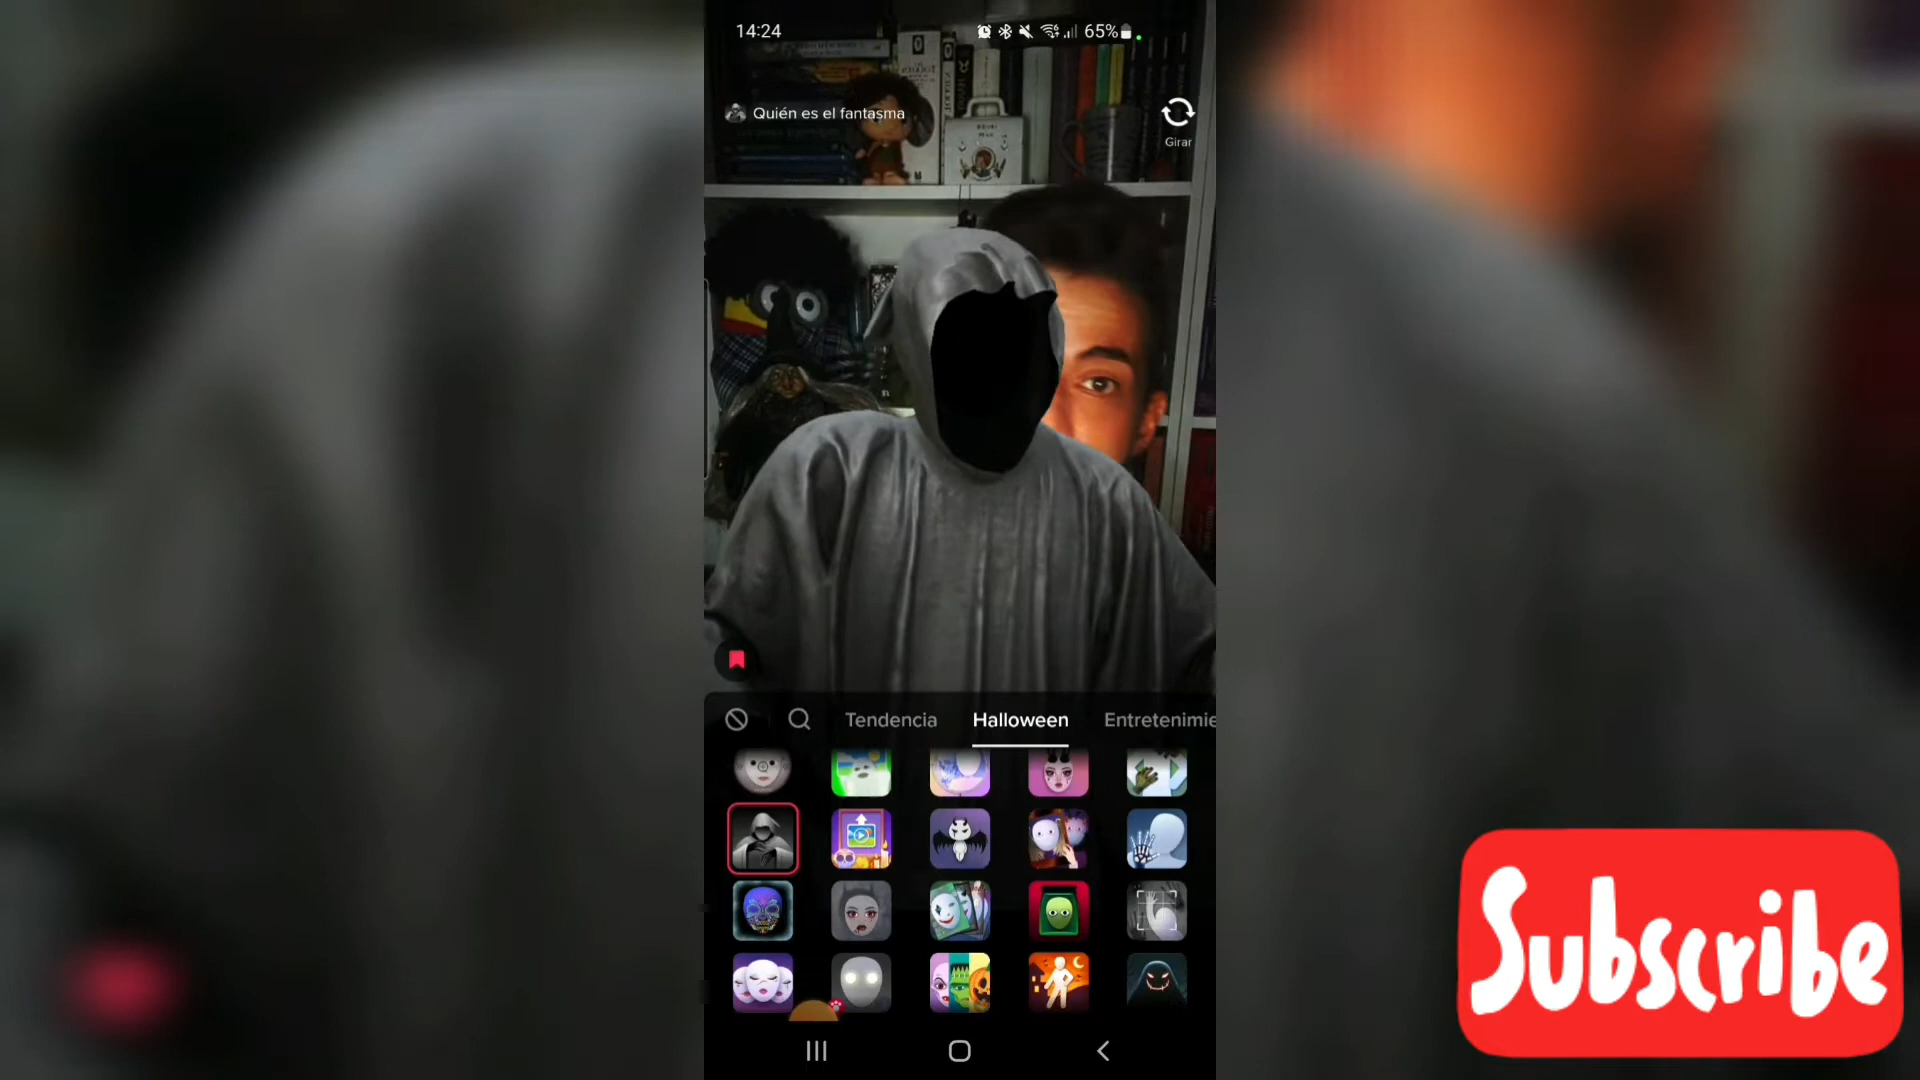 14:24
65%
Quién es el fantasma
Girar
Tendencia
Halloween
Entretenimie
Subscribe